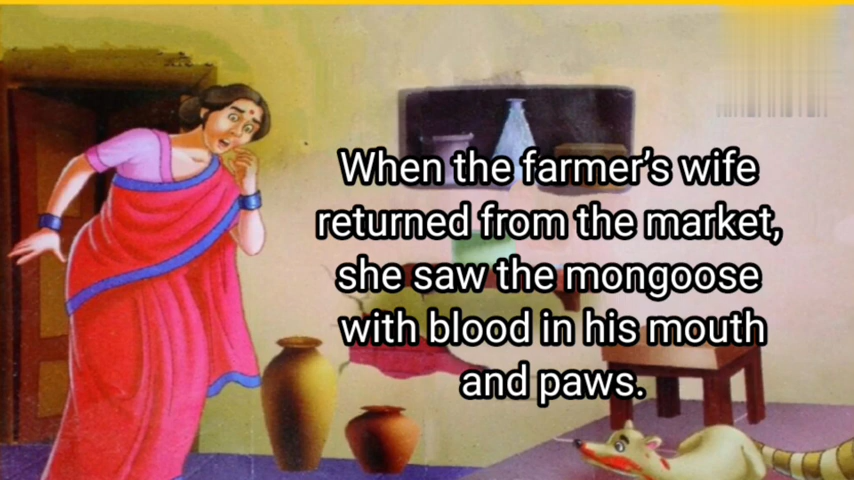 When the farmer's wife
returned from the market,
she saw the mongoose
with blood in his mouth
and paws.